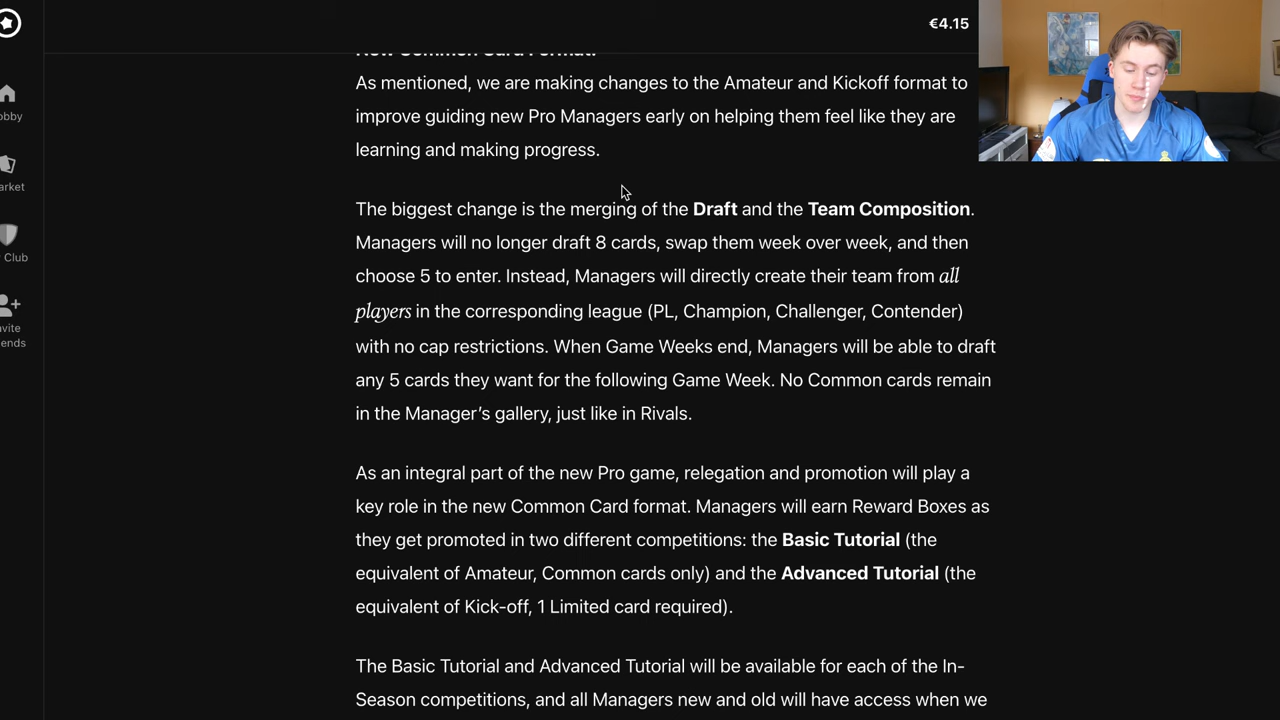 €4.15
New Common Card Format:
As mentioned, we are making changes to the Amateur and Kickoff format to
improve guiding new Pro Managers early on helping them feel like they are
learning and making progress.
The biggest change is the merging of the Draft and the Team Composition.
Managers will no longer draft 8 cards, swap them week over week, and then
choose 5 to enter. Instead, Managers will directly create their team from all
players in the corresponding league (PL, Champion, Challenger, Contender)
with no cap restrictions. When Game Weeks end, Managers will be able to draft
any 5 cards they want for the following Game Week. No Common cards remain
in the Manager’s gallery, just like in Rivals.
As an integral part of the new Pro game, relegation and promotion will play a
key role in the new Common Card format. Managers will earn Reward Boxes as
they get promoted in two different competitions: the Basic Tutorial (the
equivalent of Amateur, Common cards only) and the Advanced Tutorial (the
equivalent of Kick-off, 1 Limited card required).
The Basic Tutorial and Advanced Tutorial will be available for each of the In-
Season competitions, and all Managers new and old will have access when we
obby
arket
Club
vite
ends